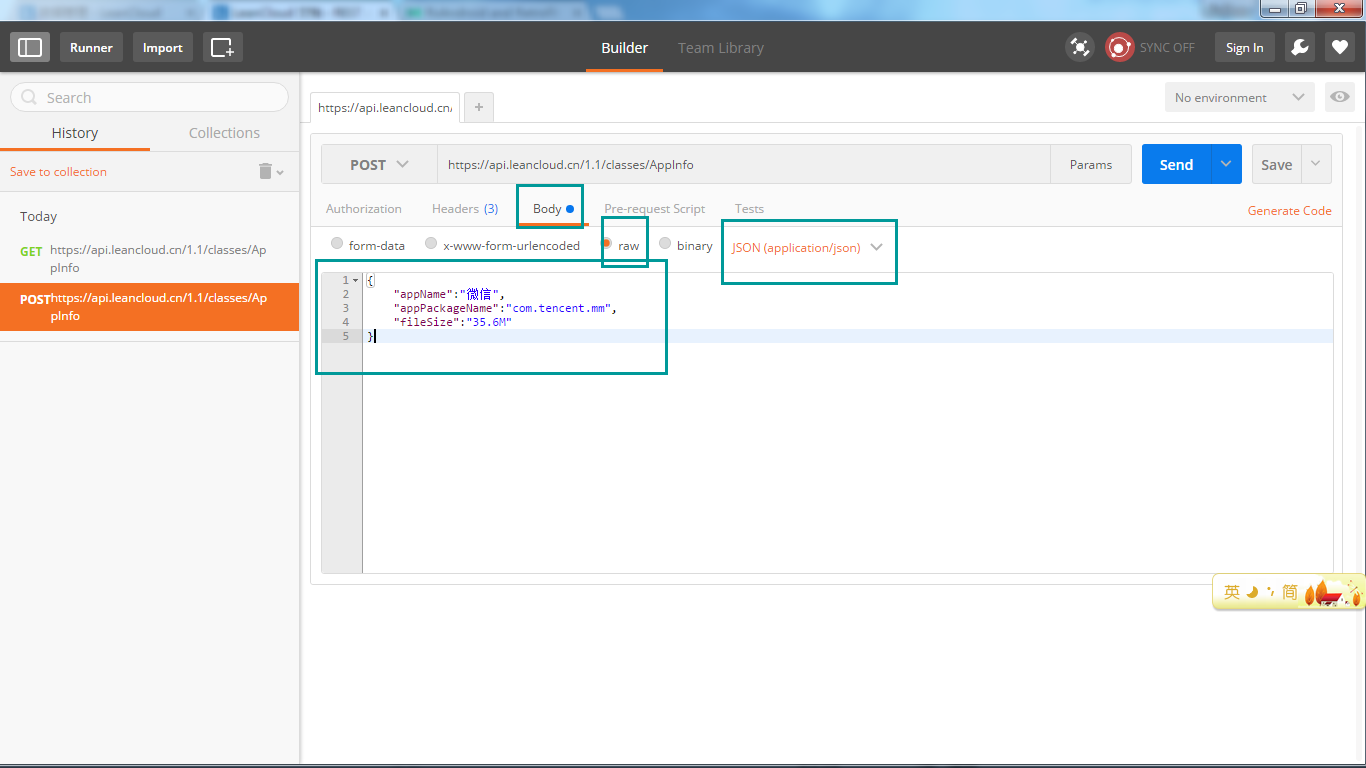 Runner
Import
Builder
Team Library
SYNC OFF
Sign In
Search
History
Collections
Save to collection
Today
GET https://api.leancloud.cn/1.1/classes/Ap
pInfo
POST https://api.leancloud.cn/1.1/classes/Ap
pInfo
https://api.leancloud.cn/
+
No environment
POST
https://api.leancloud.cn/1.1/classes/AppInfo
Params
Send
Save
Authorization
Headers (3)
Body
Pre-request Script
Tests
Generate Code
form-data
x-www-form-urlencoded
raw
binary
JSON (application/json)
1 {
2 "appName":"微信",
3 "appPackageName":"com.tencent.mm",
4 "fileSize":"35.6M"
5 }
英 简